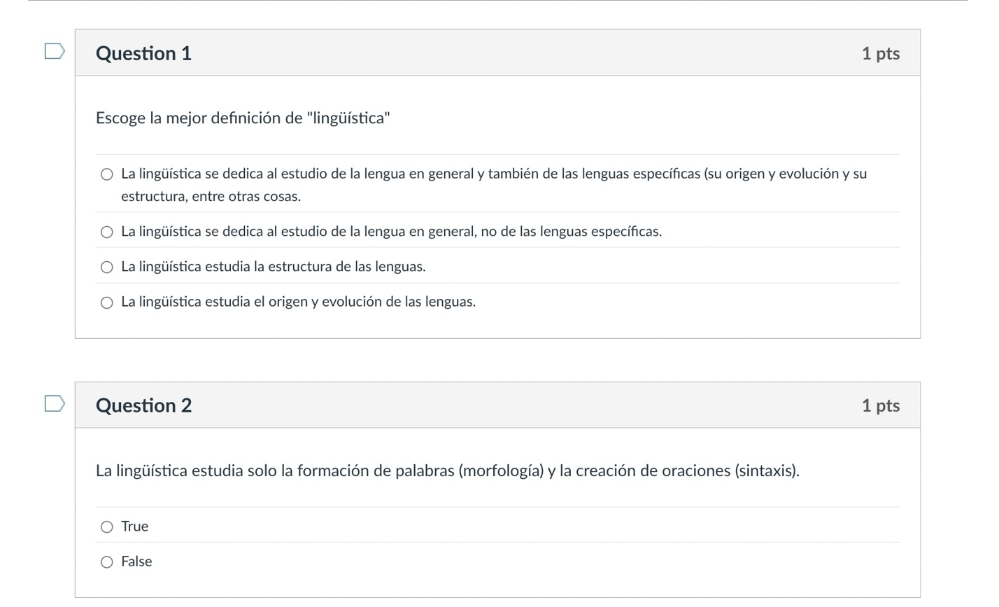 Question 1
1 pts
Escoge la mejor definición de "lingüística"
La lingüística se dedica al estudio de la lengua en general y también de las lenguas específicas (su origen y evolución y su
estructura, entre otras cosas.
La lingüística se dedica al estudio de la lengua en general, no de las lenguas específicas.
La lingüística estudia la estructura de las lenguas.
La lingüística estudia el origen y evolución de las lenguas.
Question 2
1 pts
La lingüística estudia solo la formación de palabras (morfología) y la creación de oraciones (sintaxis).
True
False